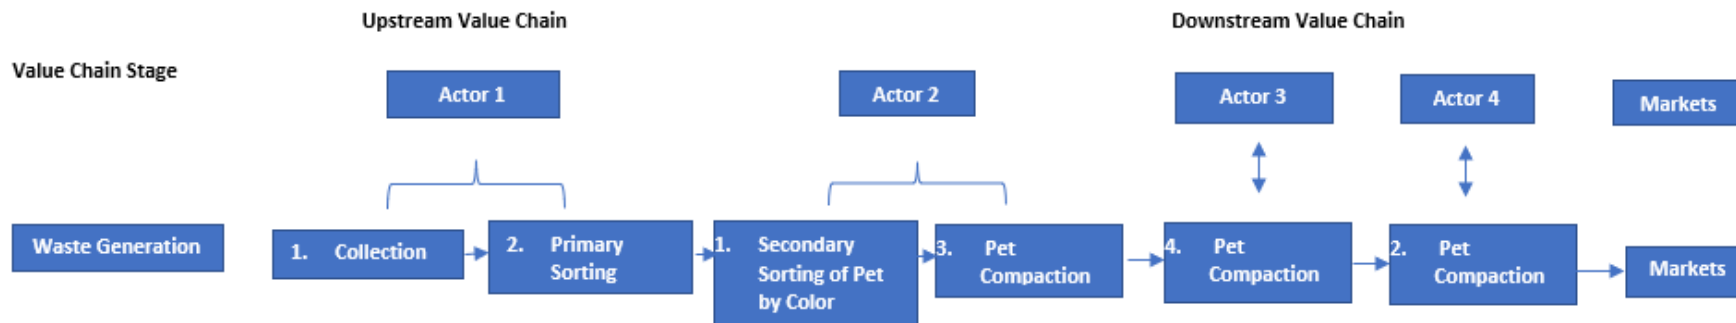 Upstream Value Chain
Downstream Value Chain
Value Chain Stage
Actor 1
Actor 2
Actor 3
Actor 4
Markets
Waste Generation
1. Collection
2. Primary
Sorting
1. Secondary
Sorting of Pet
by Color
3. Pet
Compaction
4. Pet
Compaction
2. Pet
Compaction
Markets